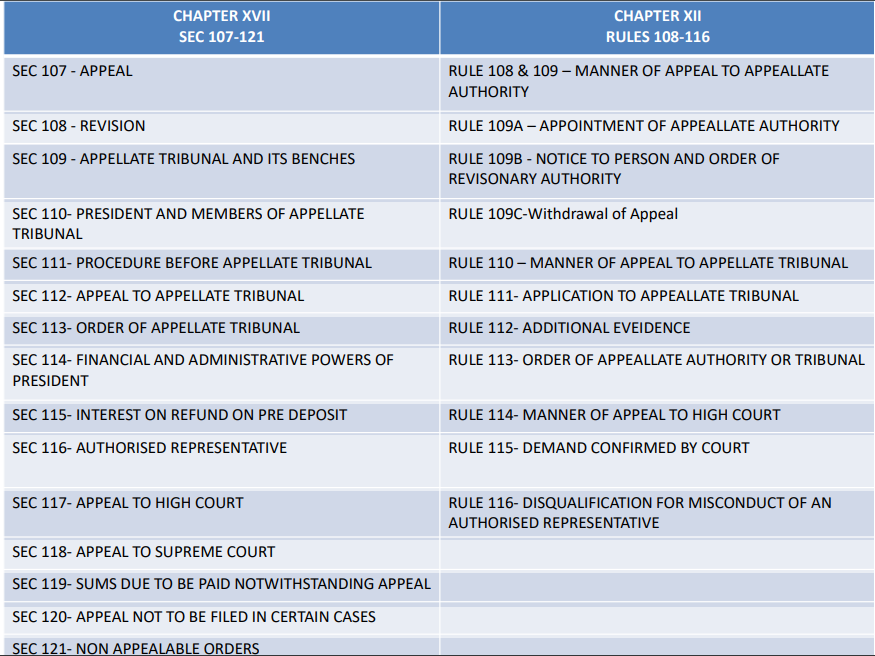 CHAPTER XVII
SEC 107-121
CHAPTER XII
RULES 108-116
SEC 107 - APPEAL
RULE 108 & 109 – MANNER OF APPEAL TO APPEALLATE
AUTHORITY
SEC 108 - REVISION
RULE 109A – APPOINTMENT OF APPEALLATE AUTHORITY
SEC 109 - APPELLATE TRIBUNAL AND ITS BENCHES
RULE 109B - NOTICE TO PERSON AND ORDER OF
REVISONARY AUTHORITY
SEC 110- PRESIDENT AND MEMBERS OF APPELLATE
TRIBUNAL
RULE 109C-Withdrawal of Appeal
SEC 111- PROCEDURE BEFORE APPELLATE TRIBUNAL
RULE 110 – MANNER OF APPEAL TO APPELLATE TRIBUNAL
SEC 112- APPEAL TO APPELLATE TRIBUNAL
RULE 111- APPLICATION TO APPEALLATE TRIBUNAL
SEC 113- ORDER OF APPELLATE TRIBUNAL
RULE 112- ADDITIONAL EVEIDENCE
SEC 114- FINANCIAL AND ADMINISTRATIVE POWERS OF
PRESIDENT
RULE 113- ORDER OF APPEALLATE AUTHORITY OR TRIBUNAL
SEC 115- INTEREST ON REFUND ON PRE DEPOSIT
RULE 114- MANNER OF APPEAL TO HIGH COURT
SEC 116- AUTHORISED REPRESENTATIVE
RULE 115- DEMAND CONFIRMED BY COURT
SEC 117- APPEAL TO HIGH COURT
RULE 116- DISQUALIFICATION FOR MISCONDUCT OF AN
AUTHORISED REPRESENTATIVE
SEC 118- APPEAL TO SUPREME COURT
SEC 119- SUMS DUE TO BE PAID NOTWITHSTANDING APPEAL
SEC 120- APPEAL NOT TO BE FILED IN CERTAIN CASES
SEC 121- NON APPEALABLE ORDERS